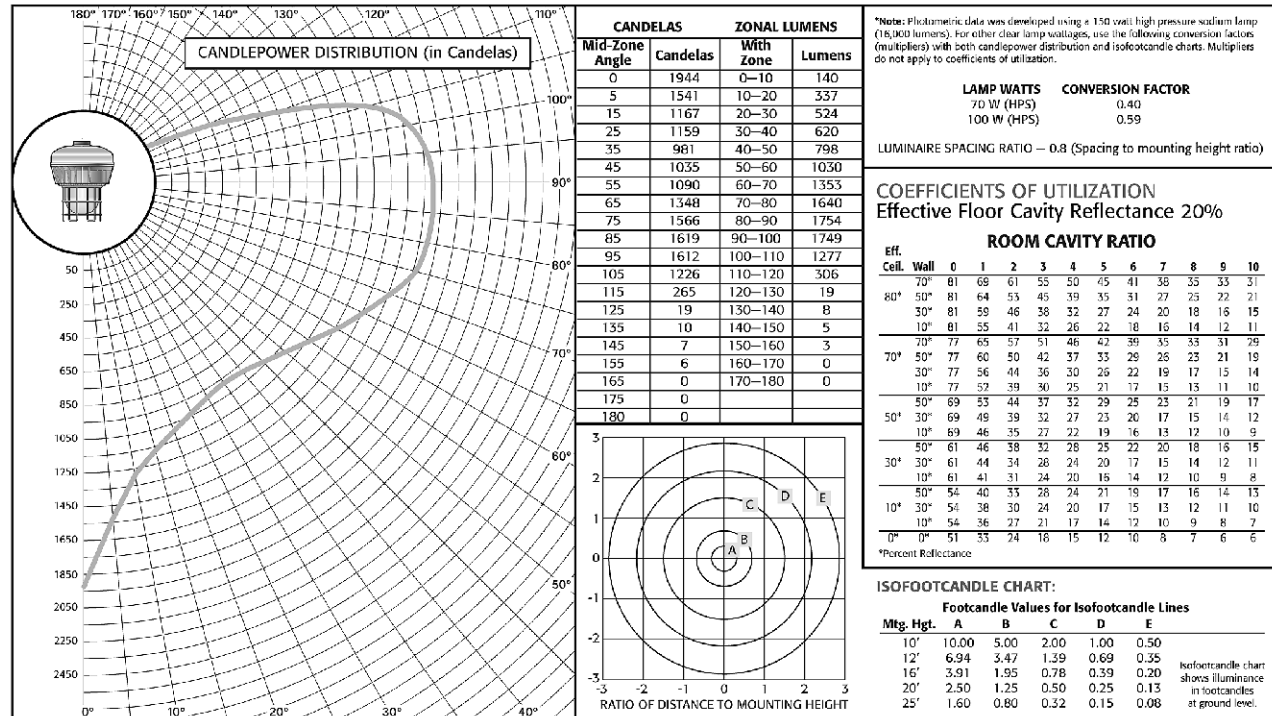 180° 170° 160° 150° 140° 130° 120° 110°
CANDLEPOWER DISTRIBUTION (in Candelas)
100°
90°
80°
70°
60°
50°
50
250
450
650
850
1050
1250
1450
1650
1850
2050
2250
2450
0° 10° 20° 30° 40°
CANDELAS ZONAL LUMENS
Mid-Zone Angle Candelas With Zone Lumens
0 1944 0—10 140
5 1541 10—20 337
15 1167 20—30 524
25 1159 30—40 620
35 981 40—50 798
45 1035 50—60 1030
55 1090 60—70 1353
65 1348 70—80 1640
75 1566 80—90 1754
85 1619 90—100 1749
95 1612 100—110 1277
105 1226 110—120 306
115 265 120—130 19
125 19 130—140 8
135 10 140—150 5
145 7 150—160 3
155 6 160—170 0
165 0 170—180 0
175 0
180 0
3
2
1
0
-1
-2
-3
A B C D E
-3 -2 -1 0 1 2 3
RATIO OF DISTANCE TO MOUNTING HEIGHT
*Note: Photometric data was developed using a 150 watt high pressure sodium lamp
(16,000 lumens). For other clear lamp wattages, use the following conversion factors
(multipliers) with both candlepower distribution and isofootcandle charts. Multipliers
do not apply to coefficients of utilization.
LAMP WATTS CONVERSION FACTOR
70 W (HPS) 0.40
100 W (HPS) 0.59
LUMINAIRE SPACING RATIO — 0.8 (Spacing to mounting height ratio)
COEFFICIENTS OF UTILIZATION
Effective Floor Cavity Reflectance 20%
ROOM CAVITY RATIO
Eff.
Ceil. Wall 0 1 2 3 4 5 6 7 8 9 10
70* 81 69 61 55 50 45 41 38 35 33 31
80* 50* 81 64 53 45 39 35 31 27 25 22 21
30* 81 59 46 38 32 27 24 20 18 16 15
10* 81 55 41 32 26 22 18 16 14 12 11
70* 77 65 57 51 46 42 39 35 33 31 29
70* 50* 77 60 50 42 37 33 29 26 23 21 19
30* 77 56 44 36 30 26 22 19 17 15 14
10* 77 52 39 30 25 21 17 15 13 11 10
50* 69 53 44 37 32 29 25 23 21 19 17
50* 30* 69 49 39 32 27 23 20 17 15 14 12
10* 69 46 35 27 22 19 16 13 12 10 9
50* 61 46 38 32 28 25 22 20 18 16 15
30* 30* 61 44 34 28 24 20 17 15 14 12 11
10* 61 41 31 24 20 16 14 12 10 9 8
50* 54 40 33 28 24 21 19 17 16 14 13
10* 30* 54 38 30 24 20 17 15 13 12 11 10
10* 54 36 27 21 17 14 12 10 9 8 7
0* 0* 51 33 24 18 15 12 10 8 7 6 6
*Percent Reflectance
ISOFOOTCANDLE CHART:
Footcandle Values for Isofootcandle Lines
Mtg. Hgt. A B C D E
10' 10.00 5.00 2.00 1.00 0.50
12' 6.94 3.47 1.39 0.69 0.35
16' 3.91 1.95 0.78 0.39 0.20
20' 2.50 1.25 0.50 0.25 0.13
25' 1.60 0.80 0.32 0.15 0.08
Isofootcandle chart
shows illuminance
in footcandles
at ground level.